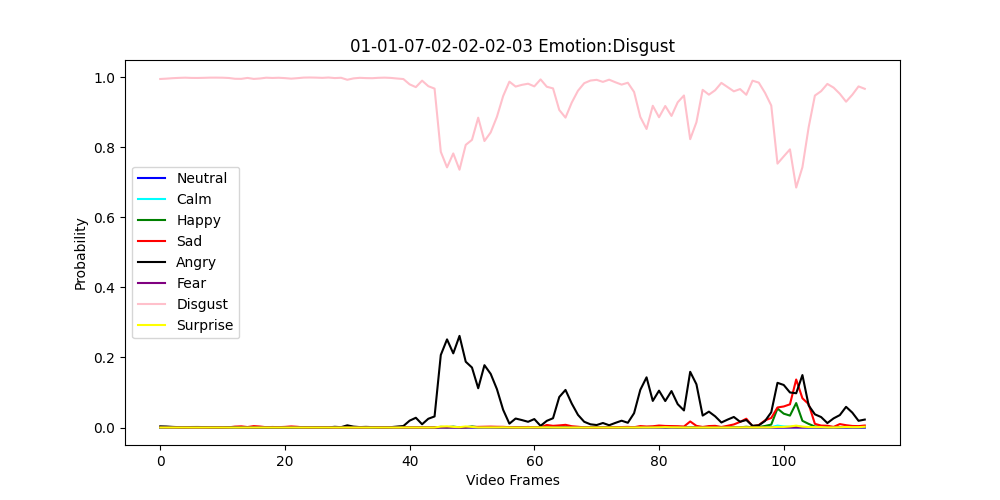 01-01-07-02-02-02-03 Emotion:Disgust
Probability
1.0
0.8
0.6
0.4
0.2
0.0
Neutral
Calm
Happy
Sad
Angry
Fear
Disgust
Surprise
0 20 40 60 80 100
Video Frames